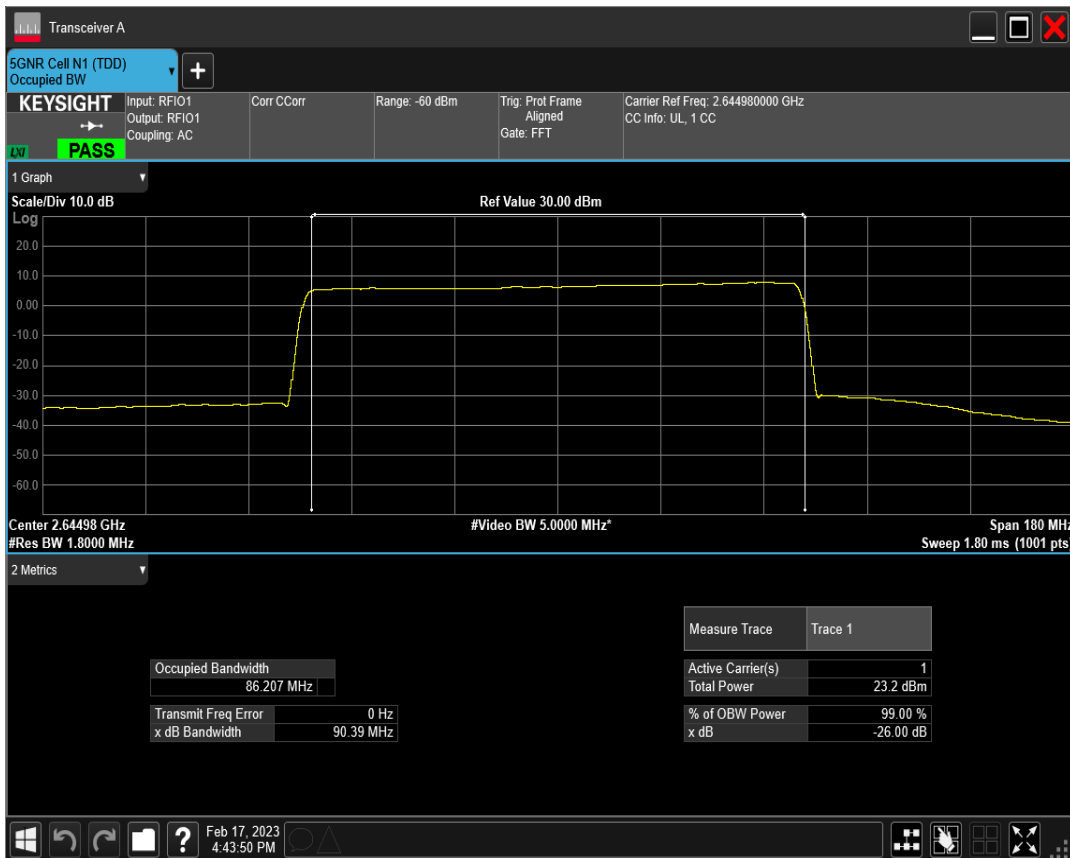 Transceiver A
5GNR Cell N1 (TDD)
Occupied BW
+
KEYSIGHT
LXI
PASS
Input: RFIO1
Output: RFIO1
Coupling: AC
Corr CCorr
Range: -60 dBm
Trig: Prot Frame
Aligned
Gate: FFT
Carrier Ref Freq: 2.644980000 GHz
CC Info: UL, 1 CC
1 Graph
Scale/Div 10.0 dB
Ref Value 30.00 dBm
Log
20.0
10.0
0.00
-10.0
-20.0
-30.0
-40.0
-50.0
-60.0
Center 2.64498 GHz
#Video BW 5.0000 MHz*
Span 180 MHz
#Res BW 1.8000 MHz
Sweep 1.80 ms (1001 pts)
2 Metrics
Measure Trace Trace 1
Occupied Bandwidth
86.207 MHz
Active Carrier(s) 1
Total Power 23.2 dBm
Transmit Freq Error 0 Hz
x dB Bandwidth 90.39 MHz
% of OBW Power 99.00 %
x dB -26.00 dB
?
Feb 17, 2023
4:43:50 PM